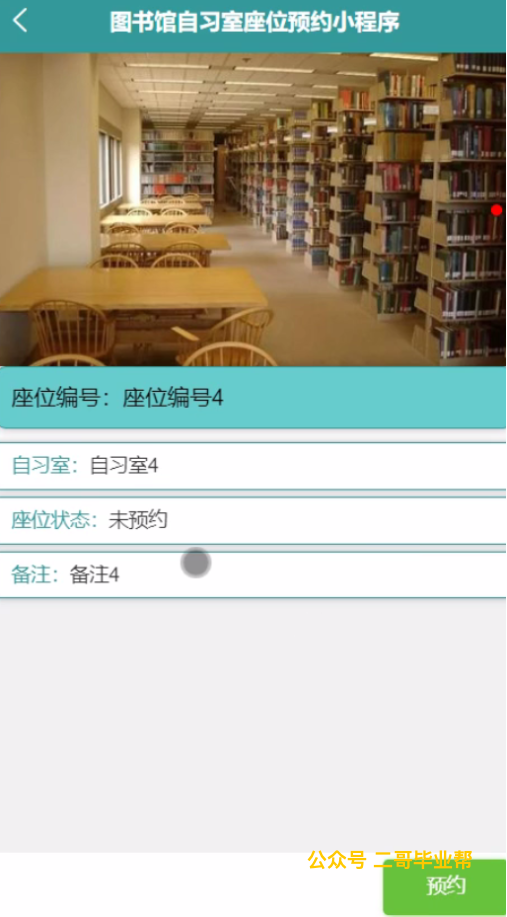 图书馆自习室座位预约小程序
座位编号：座位编号4
自习室：自习室4
座位状态：未预约
备注：备注4
公众号 二哥毕业帮
预约